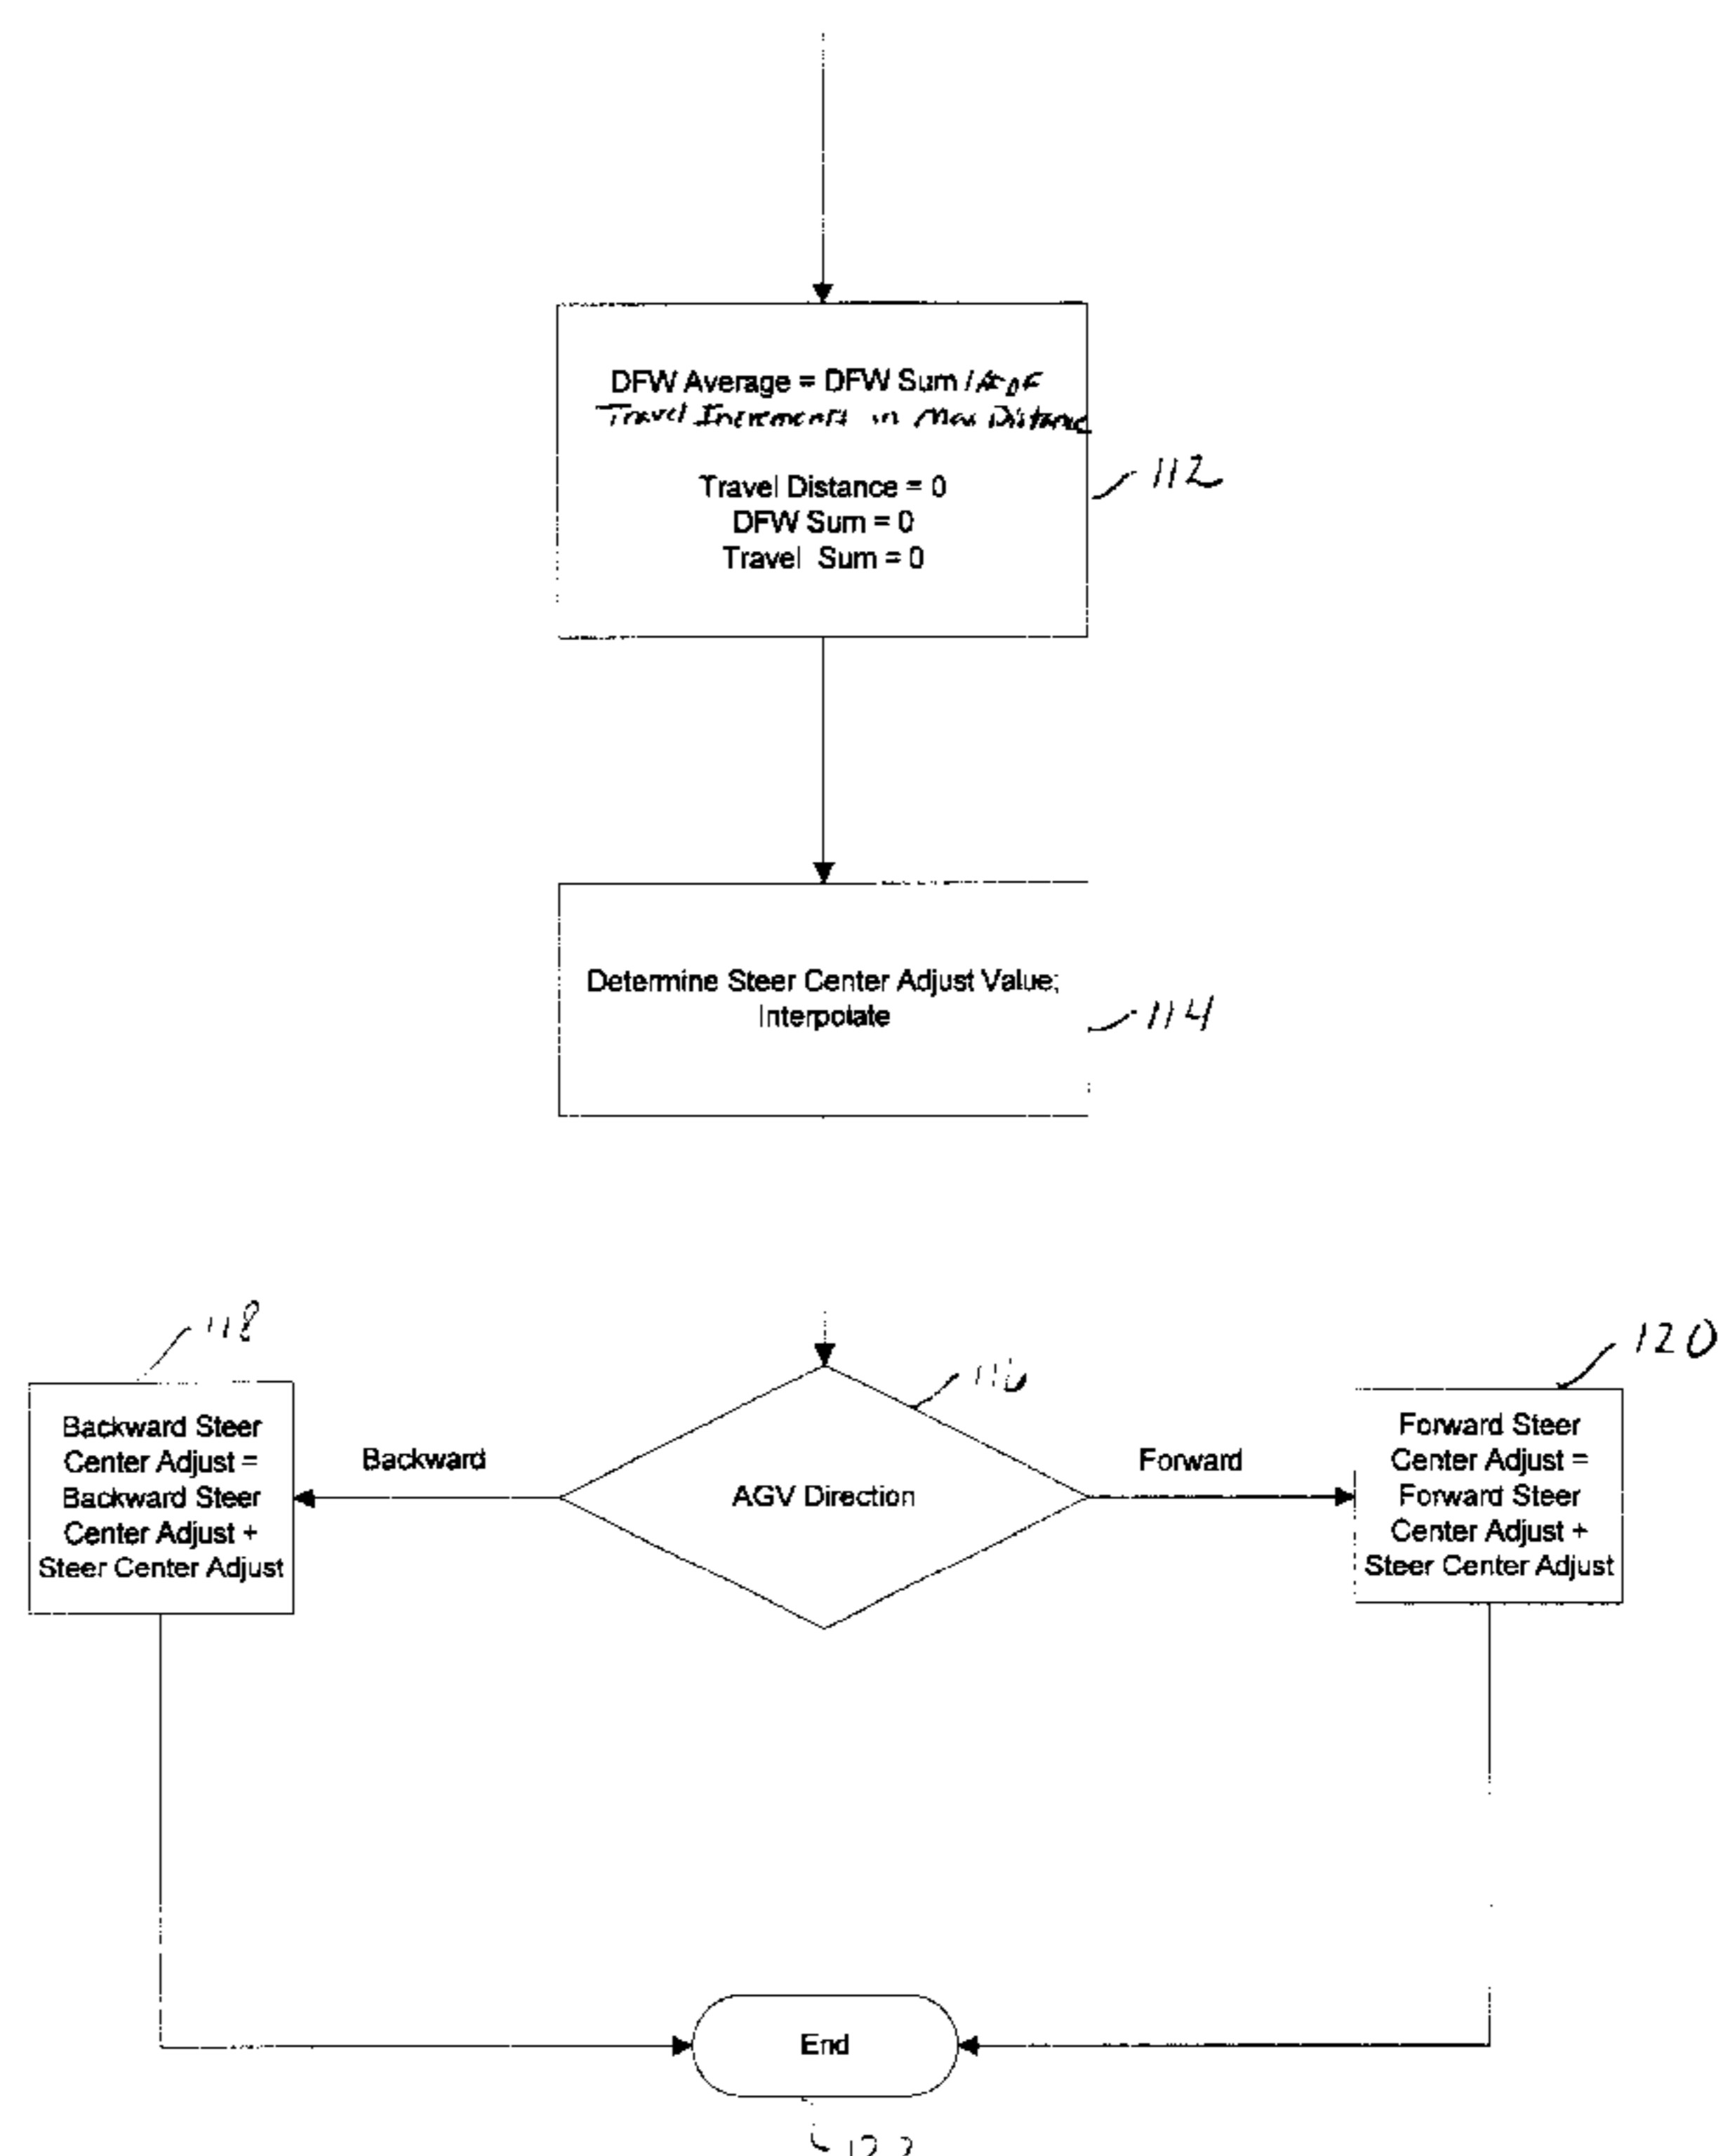 DFW Average = DFW Sum / # of
Travel Increments in Max Distance
Travel Distance = 0
DFW Sum = 0
Travel Sum = 0
112
Determine Steer Center Adjust Value;
Interpolate
114
118
116
120
Backward Steer
Center Adjust =
Backward Steer
Center Adjust +
Steer Center Adjust
Backward
AGV Direction
Forward
Forward Steer
Center Adjust =
Forward Steer
Center Adjust +
Steer Center Adjust
End